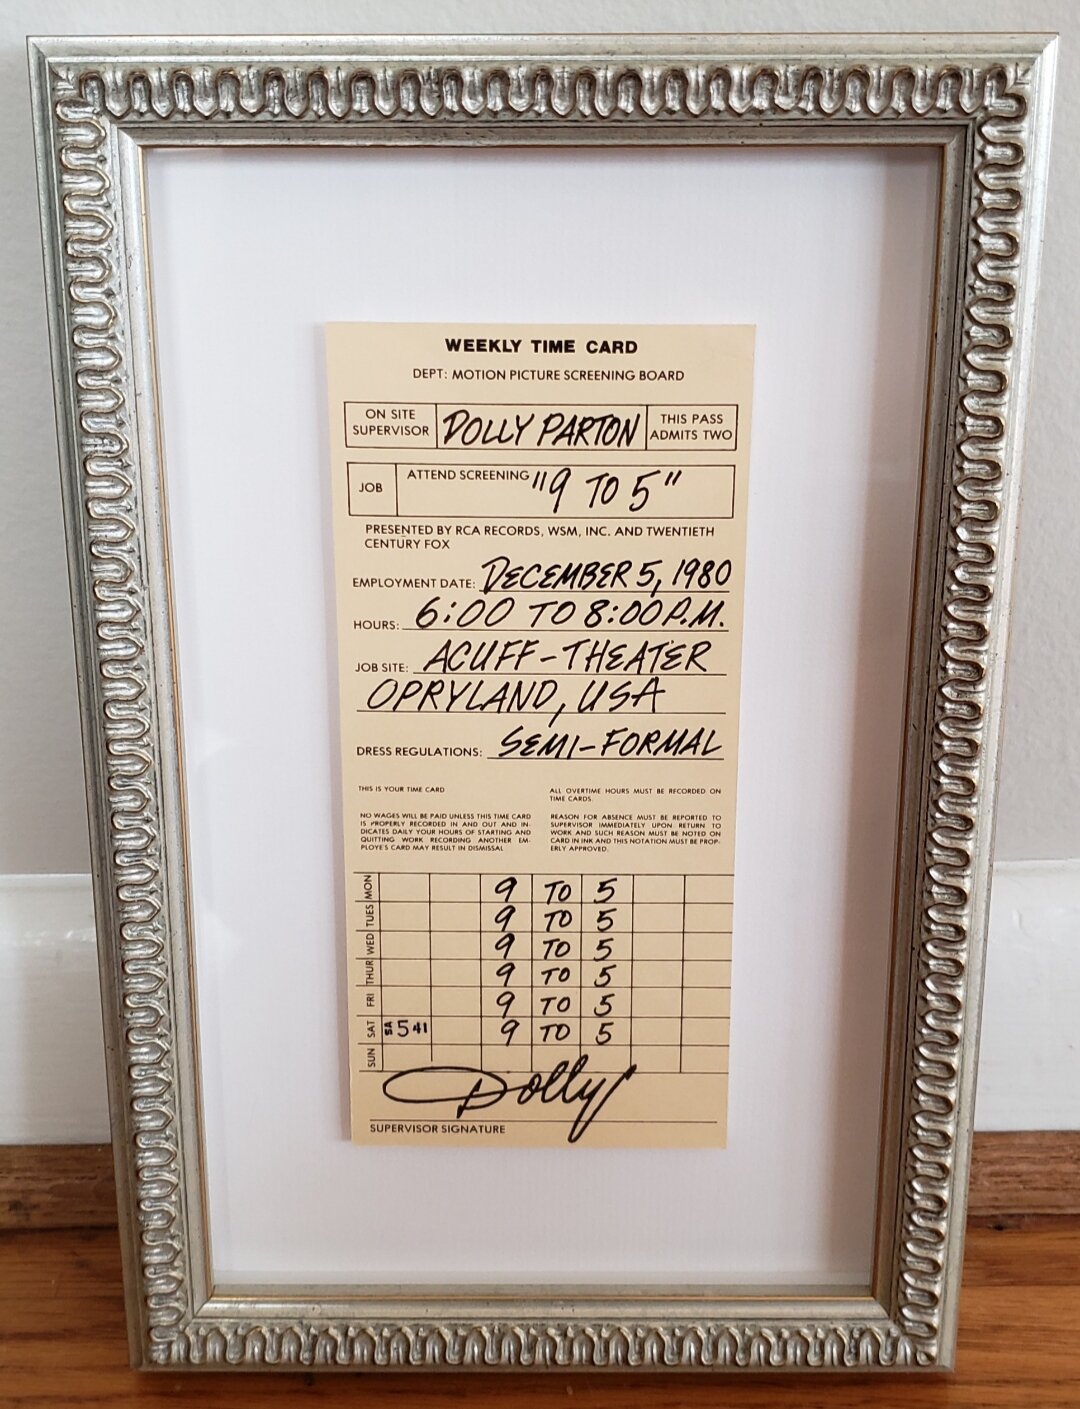 WEEKLY TIME CARD
DEPT: MOTION PICTURE SCREENING BOARD
ON SITE SUPERVISOR DOLLY PARTON THIS PASS ADMITS TWO
JOB ATTEND SCREENING "9 TO 5"
PRESENTED BY RCA RECORDS, WSM, INC. AND TWENTIETH
CENTURY FOX
EMPLOYMENT DATE: DECEMBER 5, 1980
HOURS: 6:00 TO 8:00 P.M.
JOB SITE: ACUFF-THEATER
OPRYLAND, USA
DRESS REGULATIONS: SEMI-FORMAL
THIS IS YOUR TIME CARD
NO WAGES WILL BE PAID UNLESS THIS TIME CARD
IS PROPERLY RECORDED IN AND OUT AND IN-
DICATES DAILY YOUR HOURS OF STARTING AND
QUITTING WORK RECORDING ANOTHER EM-
PLOYE'S CARD MAY RESULT IN DISMISSAL
ALL OVERTIME HOURS MUST BE RECORDED ON
TIME CARDS.
REASON FOR ABSENCE MUST BE REPORTED TO
SUPERVISOR IMMEDIATELY UPON RETURN TO
WORK AND SUCH REASON MUST BE NOTED ON
CARD IN INK AND THIS NOTATION MUST BE PROP-
ERLY APPROVED.
MON 9 TO 5
TUES 9 TO 5
WED 9 TO 5
THUR 9 TO 5
FRI 9 TO 5
SAT SA 541 9 TO 5
SUN
Dolly
SUPERVISOR SIGNATURE